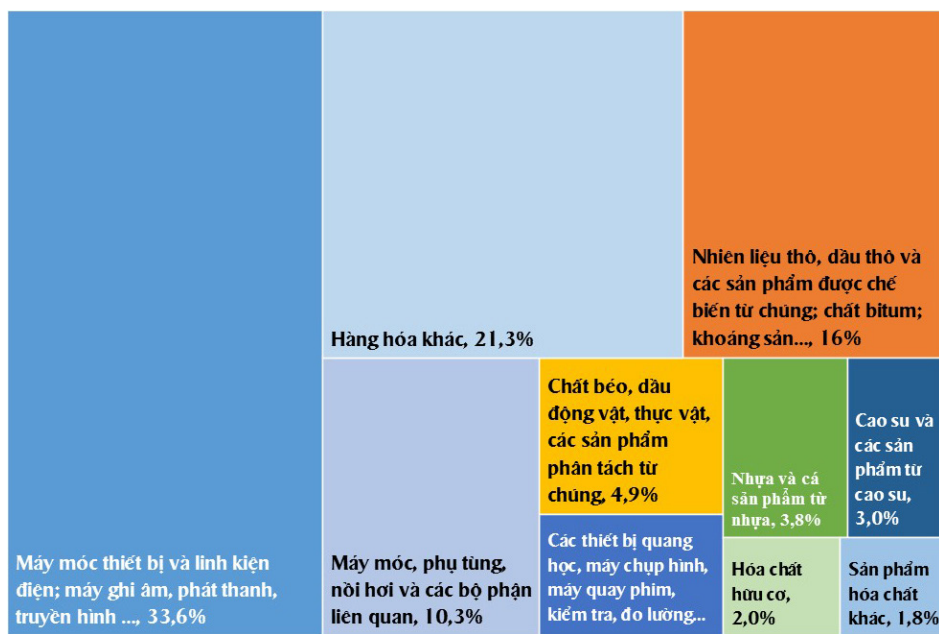 Máy móc thiết bị và linh kiện
điện; máy ghi âm, phát thanh,
truyền hình ..., 33,6%
Hàng hóa khác, 21,3%
Nhiên liệu thô, dầu thô và
các sản phẩm được chế
biến từ chúng; chất bitum;
khoáng sản..., 16%
Máy móc, phụ tùng,
nồi hơi và các bộ phận
liên quan, 10,3%
Chất béo, dầu
động vật, thực vật,
các sản phẩm
phân tách từ
chúng, 4,9%
Các thiết bị quang
học, máy chụp hình,
máy quay phim,
kiểm tra, đo lường...
Nhựa và cá
sản phẩm từ
nhựa, 3,8%
Cao su và
các sản
phẩm từ
cao su,
3,0%
Hóa chất
hữu cơ,
2,0%
Sản phẩm
hóa chất
khác, 1,8%